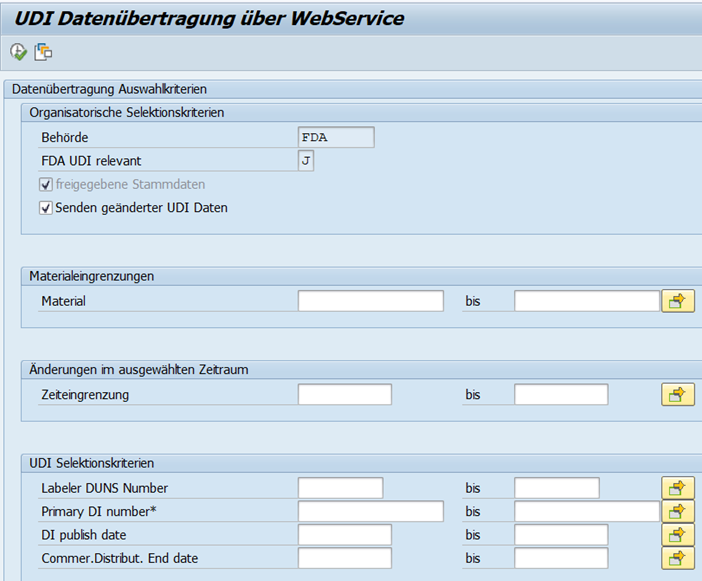 UDI Datenübertragung über WebService
Datenübertragung Auswahlkriterien
Organisatorische Selektionskriterien
Behörde FDA
FDA UDI relevant J
freigegebene Stammdaten
Senden geänderter UDI Daten
Materialeingrenzungen
Material bis
Änderungen im ausgewählten Zeitraum
Zeiteingrenzung bis
UDI Selektionskriterien
Labeler DUNS Number bis
Primary DI number* bis
DI publish date bis
Commer.Distribut. End date bis